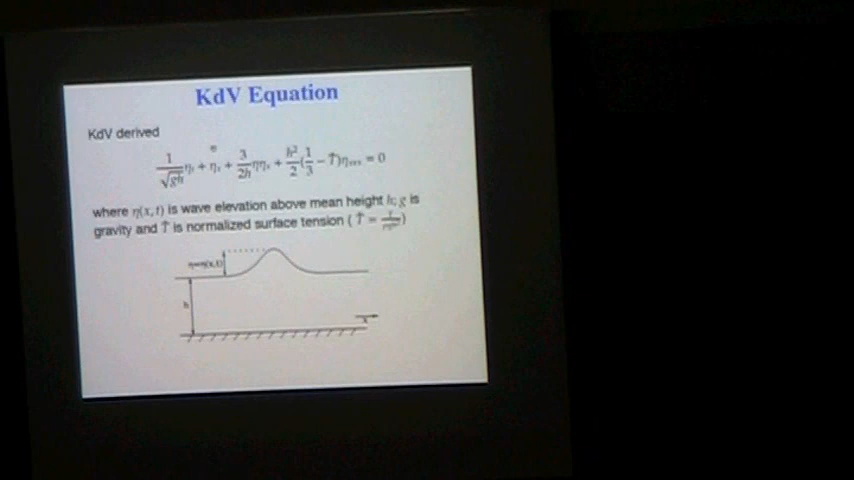 KdV Equation
KdV derived
1/√gh η_t + η_x + 3/2h ηη_x + h²/2 (1/3 − T̂)η_xxx = 0
where η(x, t) is wave elevation above mean height h; g is
gravity and T̂ is normalized surface tension ( T̂ =
η=η(x,t)
h
x